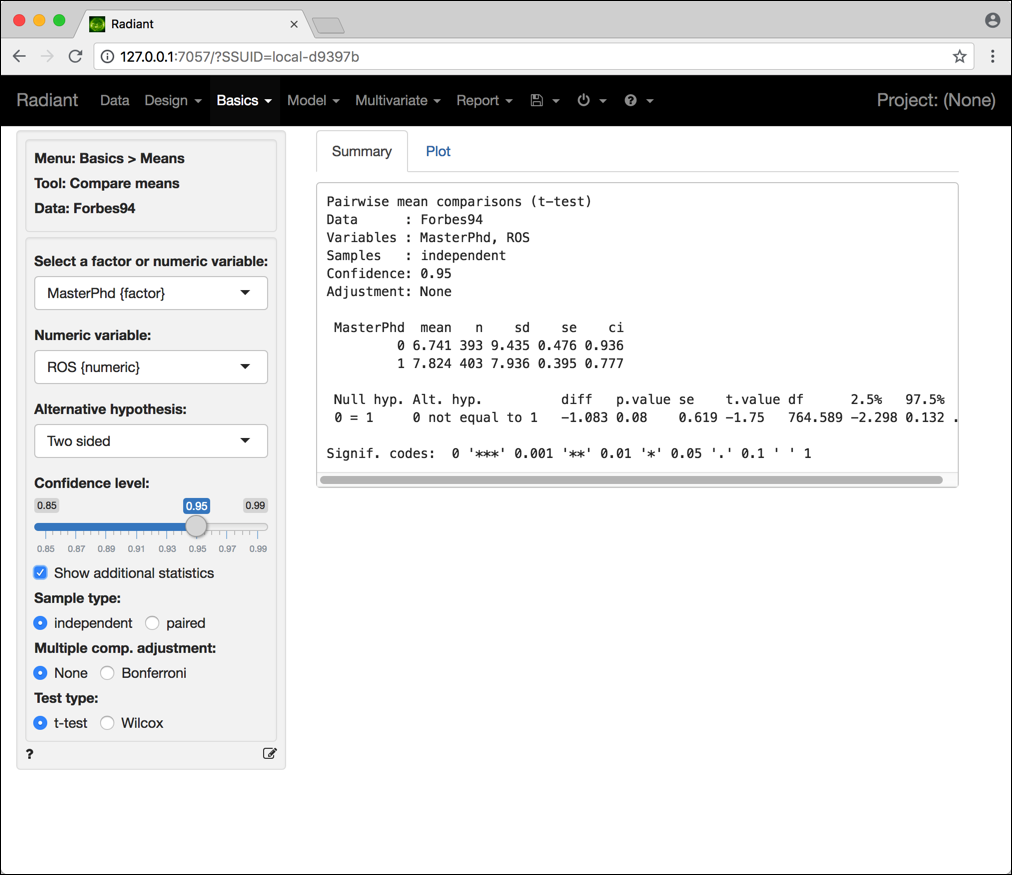 Radiant
127.0.0.1:7057/?SSUID=local-d9397b
Radiant Data Design Basics Model Multivariate Report Project: (None)
Menu: Basics > Means
Tool: Compare means
Data: Forbes94
Select a factor or numeric variable:
MasterPhd {factor}
Numeric variable:
ROS {numeric}
Alternative hypothesis:
Two sided
Confidence level:
0.85 0.95 0.99
0.85 0.87 0.89 0.91 0.93 0.95 0.97 0.99
Show additional statistics
Sample type:
independent paired
Multiple comp. adjustment:
None Bonferroni
Test type:
t-test Wilcox
?
Summary Plot
Pairwise mean comparisons (t-test)
Data      : Forbes94
Variables : MasterPhd, ROS
Samples   : independent
Confidence: 0.95
Adjustment: None
MasterPhd  mean   n    sd    se    ci
0 6.741 393 9.435 0.476 0.936
1 7.824 403 7.936 0.395 0.777
Null hyp. Alt. hyp.          diff   p.value se    t.value df      2.5%   97.5%
0 = 1     0 not equal to 1   -1.083 0.08    0.619 -1.75   764.589 -2.298 0.132 .
Signif. codes:  0 '***' 0.001 '**' 0.01 '*' 0.05 '.' 0.1 ' ' 1